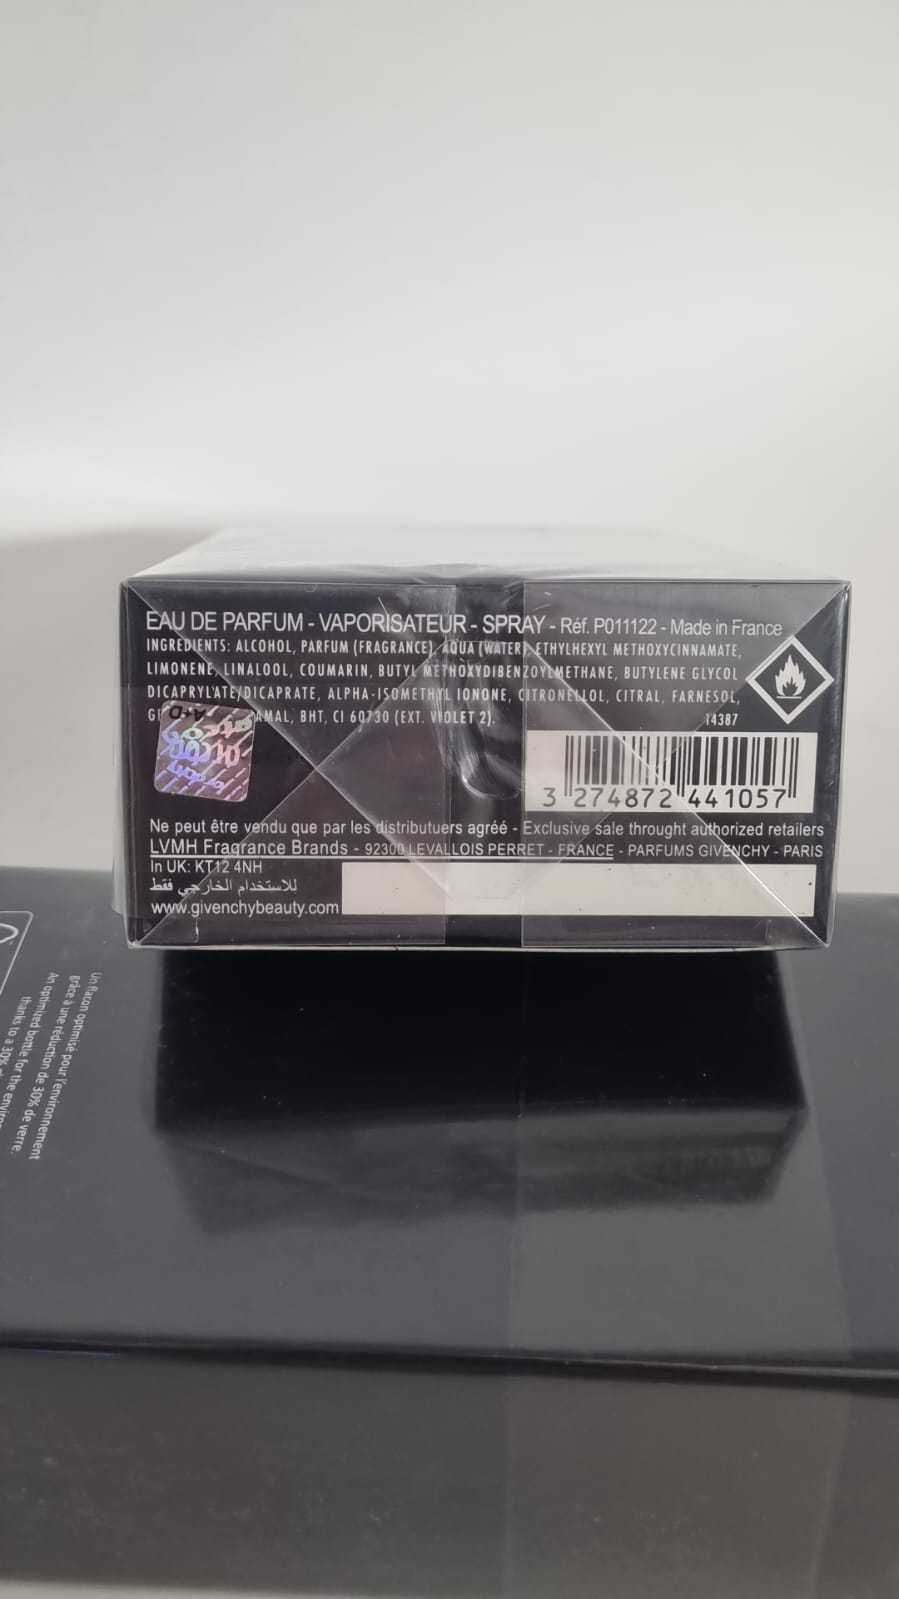 EAU DE PARFUM - VAPORISATEUR - SPRAY - Réf. P011122 - Made in France
INGREDIENTS: ALCOHOL, PARFUM (FRAGRANCE), AQUA (WATER), ETHYLHEXYL METHOXYCINNAMATE,
LIMONENE, LINALOOL, COUMARIN, BUTYL METHOXYDIBENZOYLMETHANE, BUTYLENE GLYCOL
DICAPRYLATE/DICAPRATE, ALPHA-ISOMETHYL IONONE, CITRONELLOL, CITRAL, FARNESOL,
AMAL, BHT, CI 60730 (EXT. VIOLET 2).
14387
A+D
3 274872 441057
Ne peut être vendu que par les distributuers agréé - Exclusive sale throught authorized retailers
LVMH Fragrance Brands - 92300 LEVALLOIS PERRET - FRANCE - PARFUMS GIVENCHY - PARIS
In UK: KT12 4NH
للاستخدام الخارجي فقط
www.givenchybeauty.com
Un flacon optimisé pour l'environnement
grâce à une réduction de 30% de verre.
An optimized bottle for the
thanks to a 30%